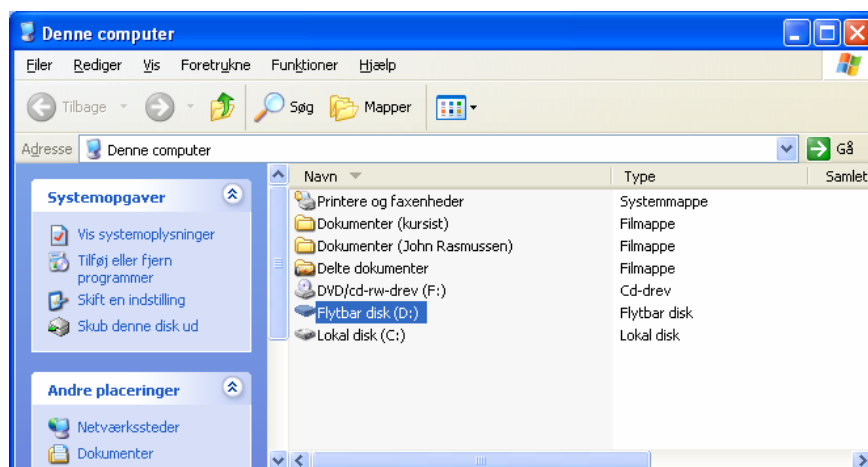 Denne computer
Filer Rediger Vis Foretrukne Funktioner Hjælp
Tilbage Søg Mapper
Adresse Denne computer Gå
Navn Type Samlet
Systemopgaver
Vis systemoplysninger
Tilføj eller fjern
programmer
Skift en indstilling
Skub denne disk ud
Andre placeringer
Netværkssteder
Dokumenter
Printere og faxenheder Systemmappe
Dokumenter (kursist) Filmappe
Dokumenter (John Rasmussen) Filmappe
Delte dokumenter Filmappe
DVD/cd-rw-drev (F:) Cd-drev
Flytbar disk (D:) Flytbar disk
Lokal disk (C:) Lokal disk